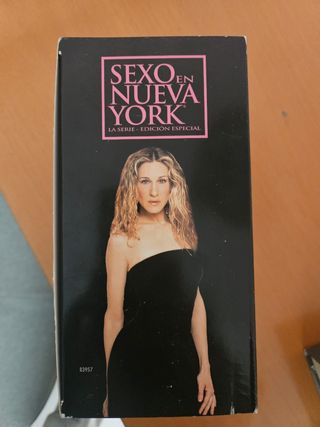 SEXO EN
NUEVA
YORK
LA SERIE - EDICIÓN ESPECIAL
83957